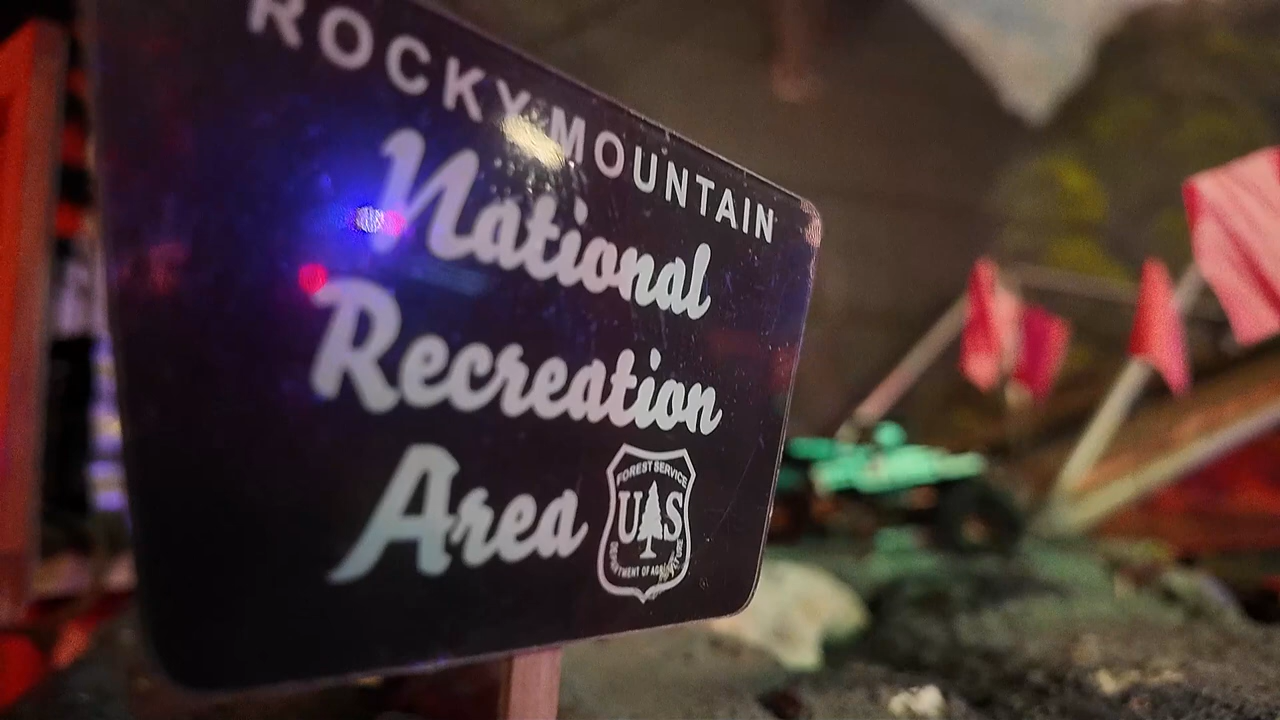 ROCKY MOUNTAIN
National
Recreation
Area
FOREST SERVICE
U S
DEPARTMENT OF AGRICULTURE